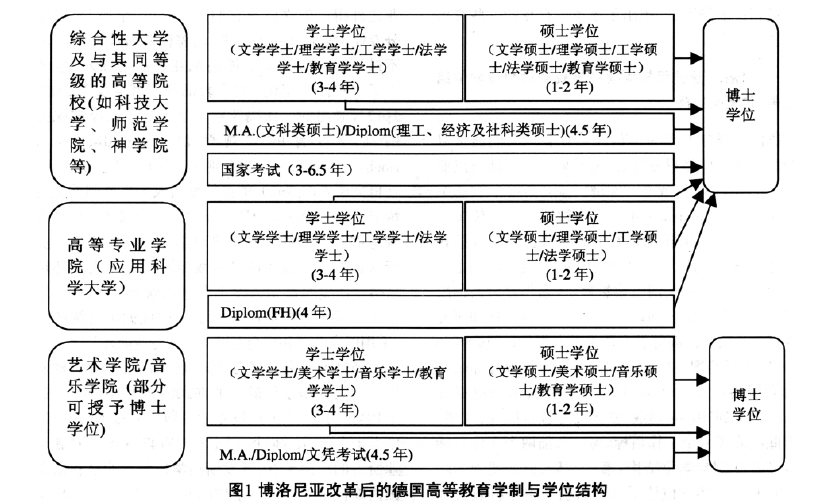 综合性大学
及与其同等
级的高等院
校(如科技大
学、师范学
院、神学院
等)
学士学位
（文学学士/理学学士/工学学士/法学
学士/教育学学士）
(3-4 年)
硕士学位
（文学硕士/理学硕士/工学硕
士/法学硕士/教育学硕士）
(1-2 年)
M.A.(文科类硕士)/Diplom(理工、经济及社科类硕士)(4.5 年)
国家考试（3-6.5 年）
博士
学位
高等专业学
院（应用科
学大学）
学士学位
（文学学士/理学学士/工学学士/法学
学士）
(3-4 年)
硕士学位
（文学硕士/理学硕士/工学硕
士/法学硕士）
(1-2 年)
Diplom(FH)(4 年)
艺术学院/音
乐学院 (部分
可授予博士
学位)
学士学位
（文学学士/美术学士/音乐学士/教育
学学士）
(3-4 年)
硕士学位
（文学硕士/美术硕士/音乐硕
士/教育学硕士）
(1-2 年)
M.A./Diplom/文凭考试(4.5 年)
博士
学位
图1 博洛尼亚改革后的德国高等教育学制与学位结构